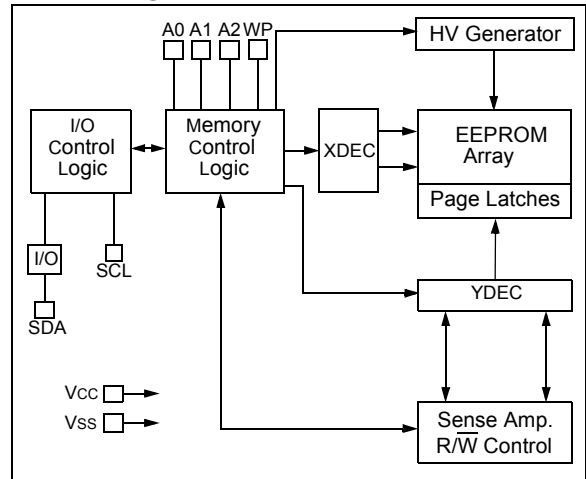 A0 A1 A2 WP
HV Generator
I/O
Control
Logic
Memory
Control
Logic
XDEC
EEPROM
Array
Page Latches
I/O
SCL
SDA
YDEC
Vcc
Vss
Sense Amp.
R/W̅ Control